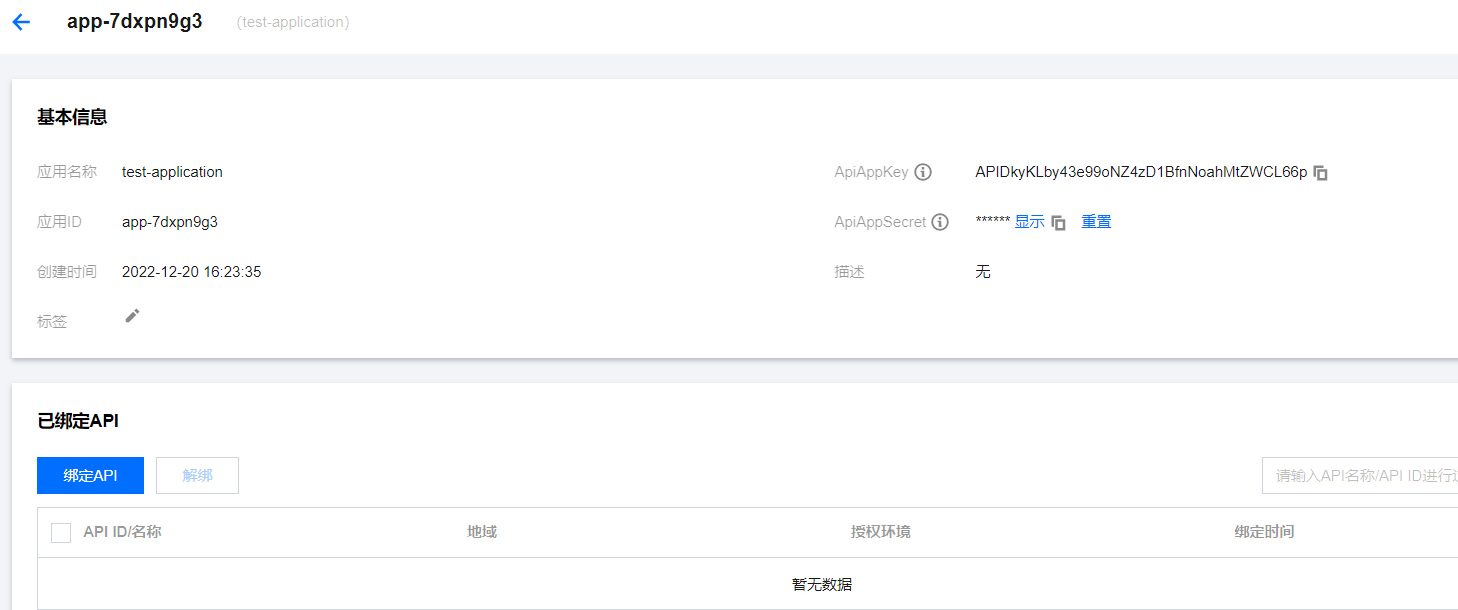 app-7dxpn9g3 (test-application)
基本信息
应用名称 test-application
ApiAppKey APIDkyKLby43e99oNZ4zD1BfnNoahMtZWCL66p
应用ID app-7dxpn9g3
ApiAppSecret ****** 显示 重置
创建时间 2022-12-20 16:23:35
描述 无
标签
已绑定API
绑定API 解绑
请输入API名称/API ID进行
API ID/名称 地域 授权环境 绑定时间
暂无数据